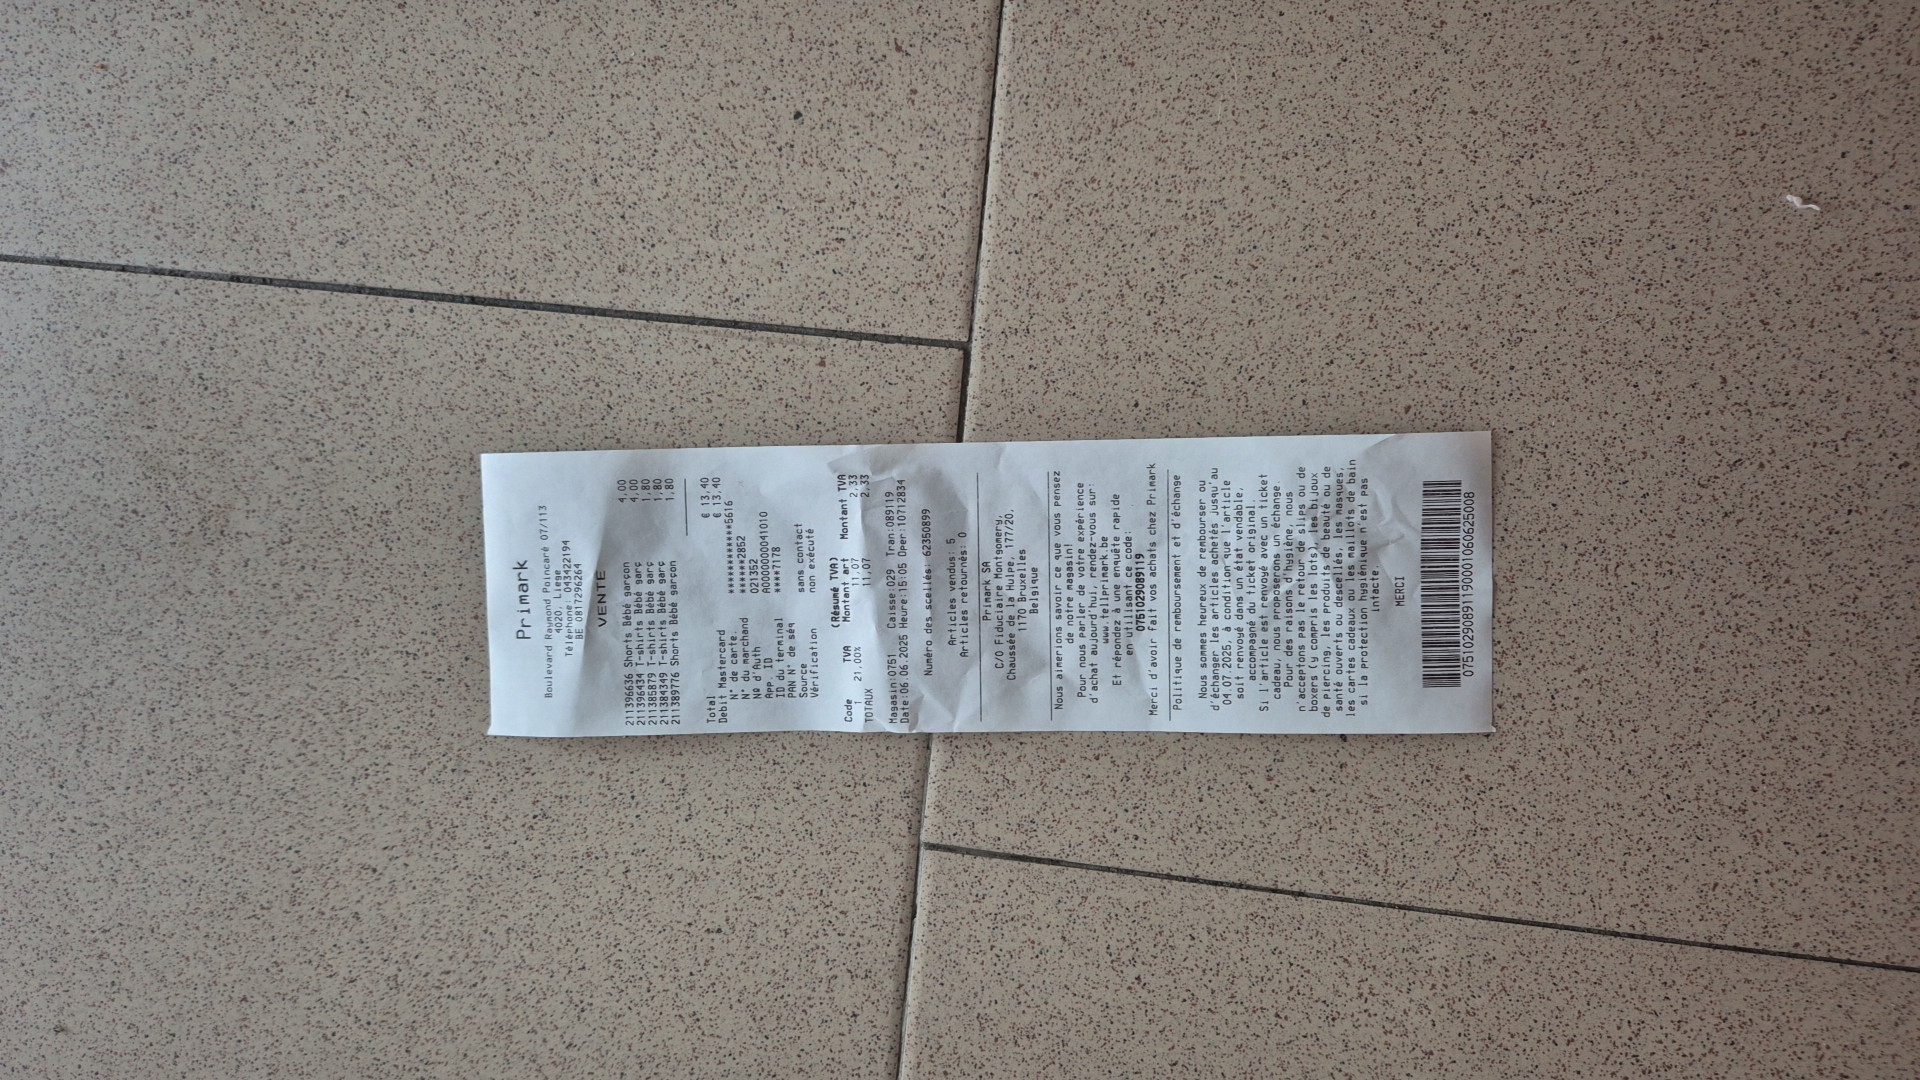 Primark
Boulevard Raymond Poincaré 07/113
4020, Liege
Téléphone: 043422194
BE 0817296264
VENTE
211396636 Shorts Bébé garçon 4,00
211396434 T-shirts Bébé garç 4,00
211385879 T-shirts Bébé garç 1,80
211384349 T-shirts Bébé garç 1,80
211389776 Shorts Bébé garçon 1,80
Total € 13,40
Debit Mastercard € 13,40
N° de carte. ************5616
N° du marchand ******2852
Nº d'Auth 021352
App. ID A0000000041010
ID du terminal ****7178
PAN N° de séq
Source sans contact
Vérification non exécuté
(Résumé TVA)
Code TVA Montant art Montant TVA
1 21,00% 11,07 2,33
TOTAUX 11,07 2,33
Magasin:0751 Caisse:029 Tran:089119
Date:06.06.2025 Heure:15:05 Oper:10712834
Numéro des scellés: 62350899
Articles vendus: 5
Articles retournés: 0
Primark SA
C/O Fiduciaire Montgomery,
Chaussée de la Hulpe, 177/20,
1170 Bruxelles
Belgique
Nous aimerions savoir ce que vous pensez
de notre magasin!
Pour nous parler de votre expérience
d'achat aujourd'hui, rendez-vous sur:
www.tellprimark.be
Et répondez à une enquête rapide
en utilisant ce code:
0751029089119
Merci d'avoir fait vos achats chez Primark
Politique de remboursement et d'échange
Nous sommes heureux de rembourser ou
d'échanger les articles achetés jusqu'au
04.07.2025, à condition que l'article
soit renvoyé dans un état vendable,
accompagné du ticket original.
Si l'article est renvoyé avec un ticket
cadeau, nous proposerons un échange.
Pour des raisons d'hygiène, nous
n'acceptons pas le retour de slips ou de
boxers (y compris les lots), les bijoux
de piercing, les produits de beauté ou de
santé ouverts ou descellés, les masques,
les cartes cadeaux ou les maillots de bain
si la protection hygiénique n'est pas
intacte.
MERCI
07510290891190001060625008